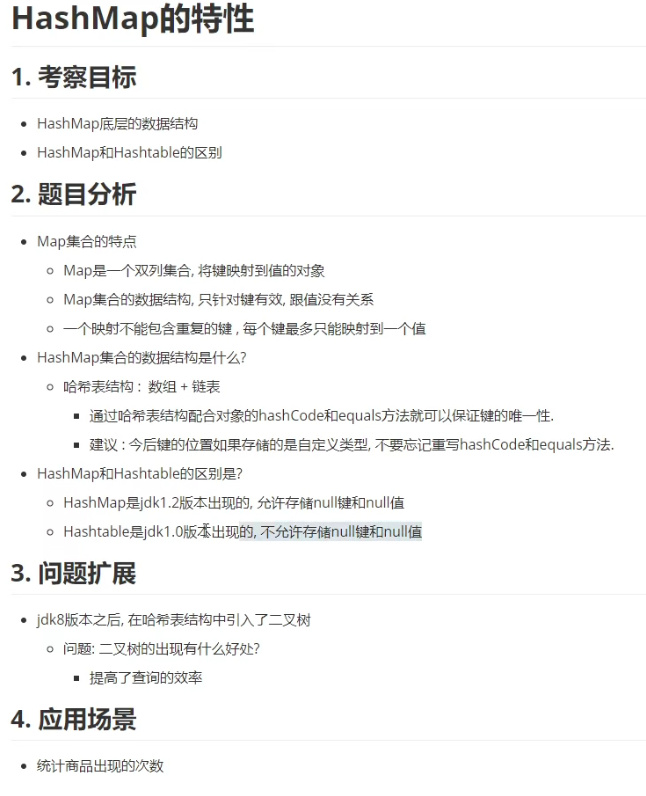 HashMap的特性
1. 考察目标
HashMap底层的数据结构
HashMap和Hashtable的区别
2. 题目分析
Map集合的特点
Map是一个双列集合, 将键映射到值的对象
Map集合的数据结构, 只针对键有效, 跟值没有关系
一个映射不能包含重复的键 , 每个键最多只能映射到一个值
HashMap集合的数据结构是什么?
哈希表结构 : 数组 + 链表
通过哈希表结构配合对象的hashCode和equals方法就可以保证键的唯一性.
建议 : 今后键的位置如果存储的是自定义类型, 不要忘记重写hashCode和equals方法.
HashMap和Hashtable的区别是?
HashMap是jdk1.2版本出现的, 允许存储null键和null值
Hashtable是jdk1.0版本出现的, 不允许存储null键和null值
3. 问题扩展
jdk8版本之后, 在哈希表结构中引入了二叉树
问题: 二叉树的出现有什么好处?
提高了查询的效率
4. 应用场景
统计商品出现的次数